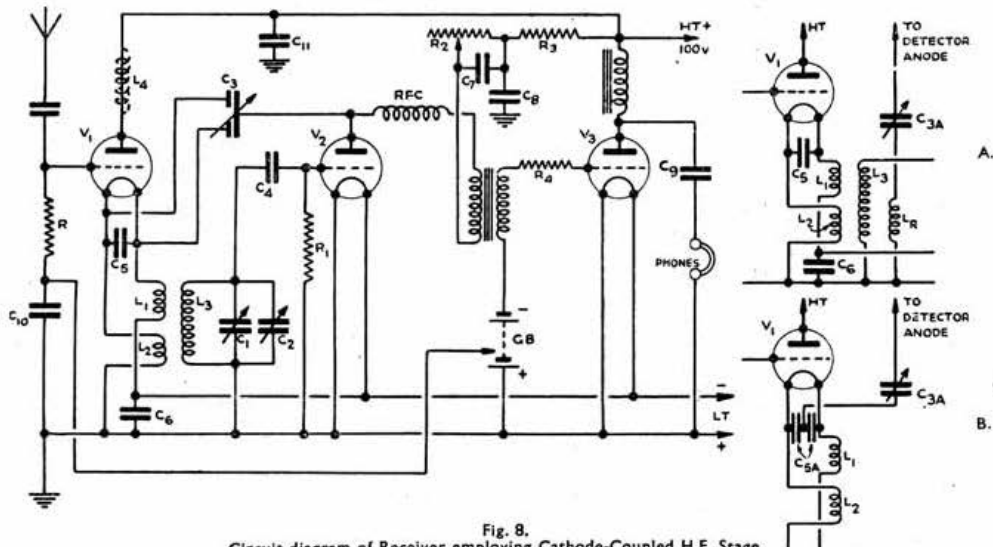 HT+
100v
R2
R3
C11
L4
C3
C7
C8
RFC
V1
V2
V3
C4
R4
C9
R
C5
R1
PHONES
L1
L3
C10
L2
C1
C2
-
GB
+
C6
-
LT
+
HT
TO
DETECTOR
ANODE
V1
C3A
A.
C5
L1
L3
L2
LR
C6
HT
TO
DETECTOR
ANODE
V1
C3A
B.
C5A
L1
L2
Fig. 8.
Circuit diagram of Receiver employing Cathode-Coupled H.F. Stage